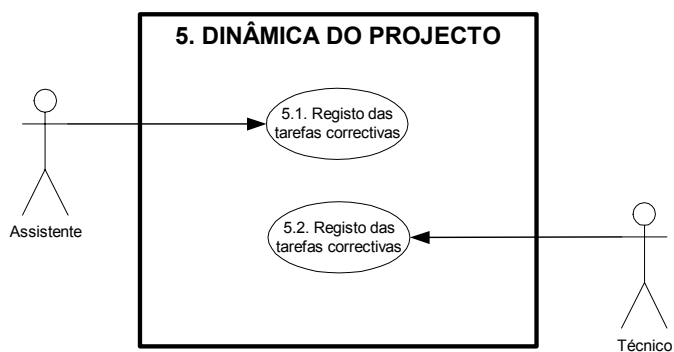 5. DINÂMICA DO PROJECTO
5.1. Registo das
tarefas correctivas
Assistente
5.2. Registo das
tarefas correctivas
Técnico